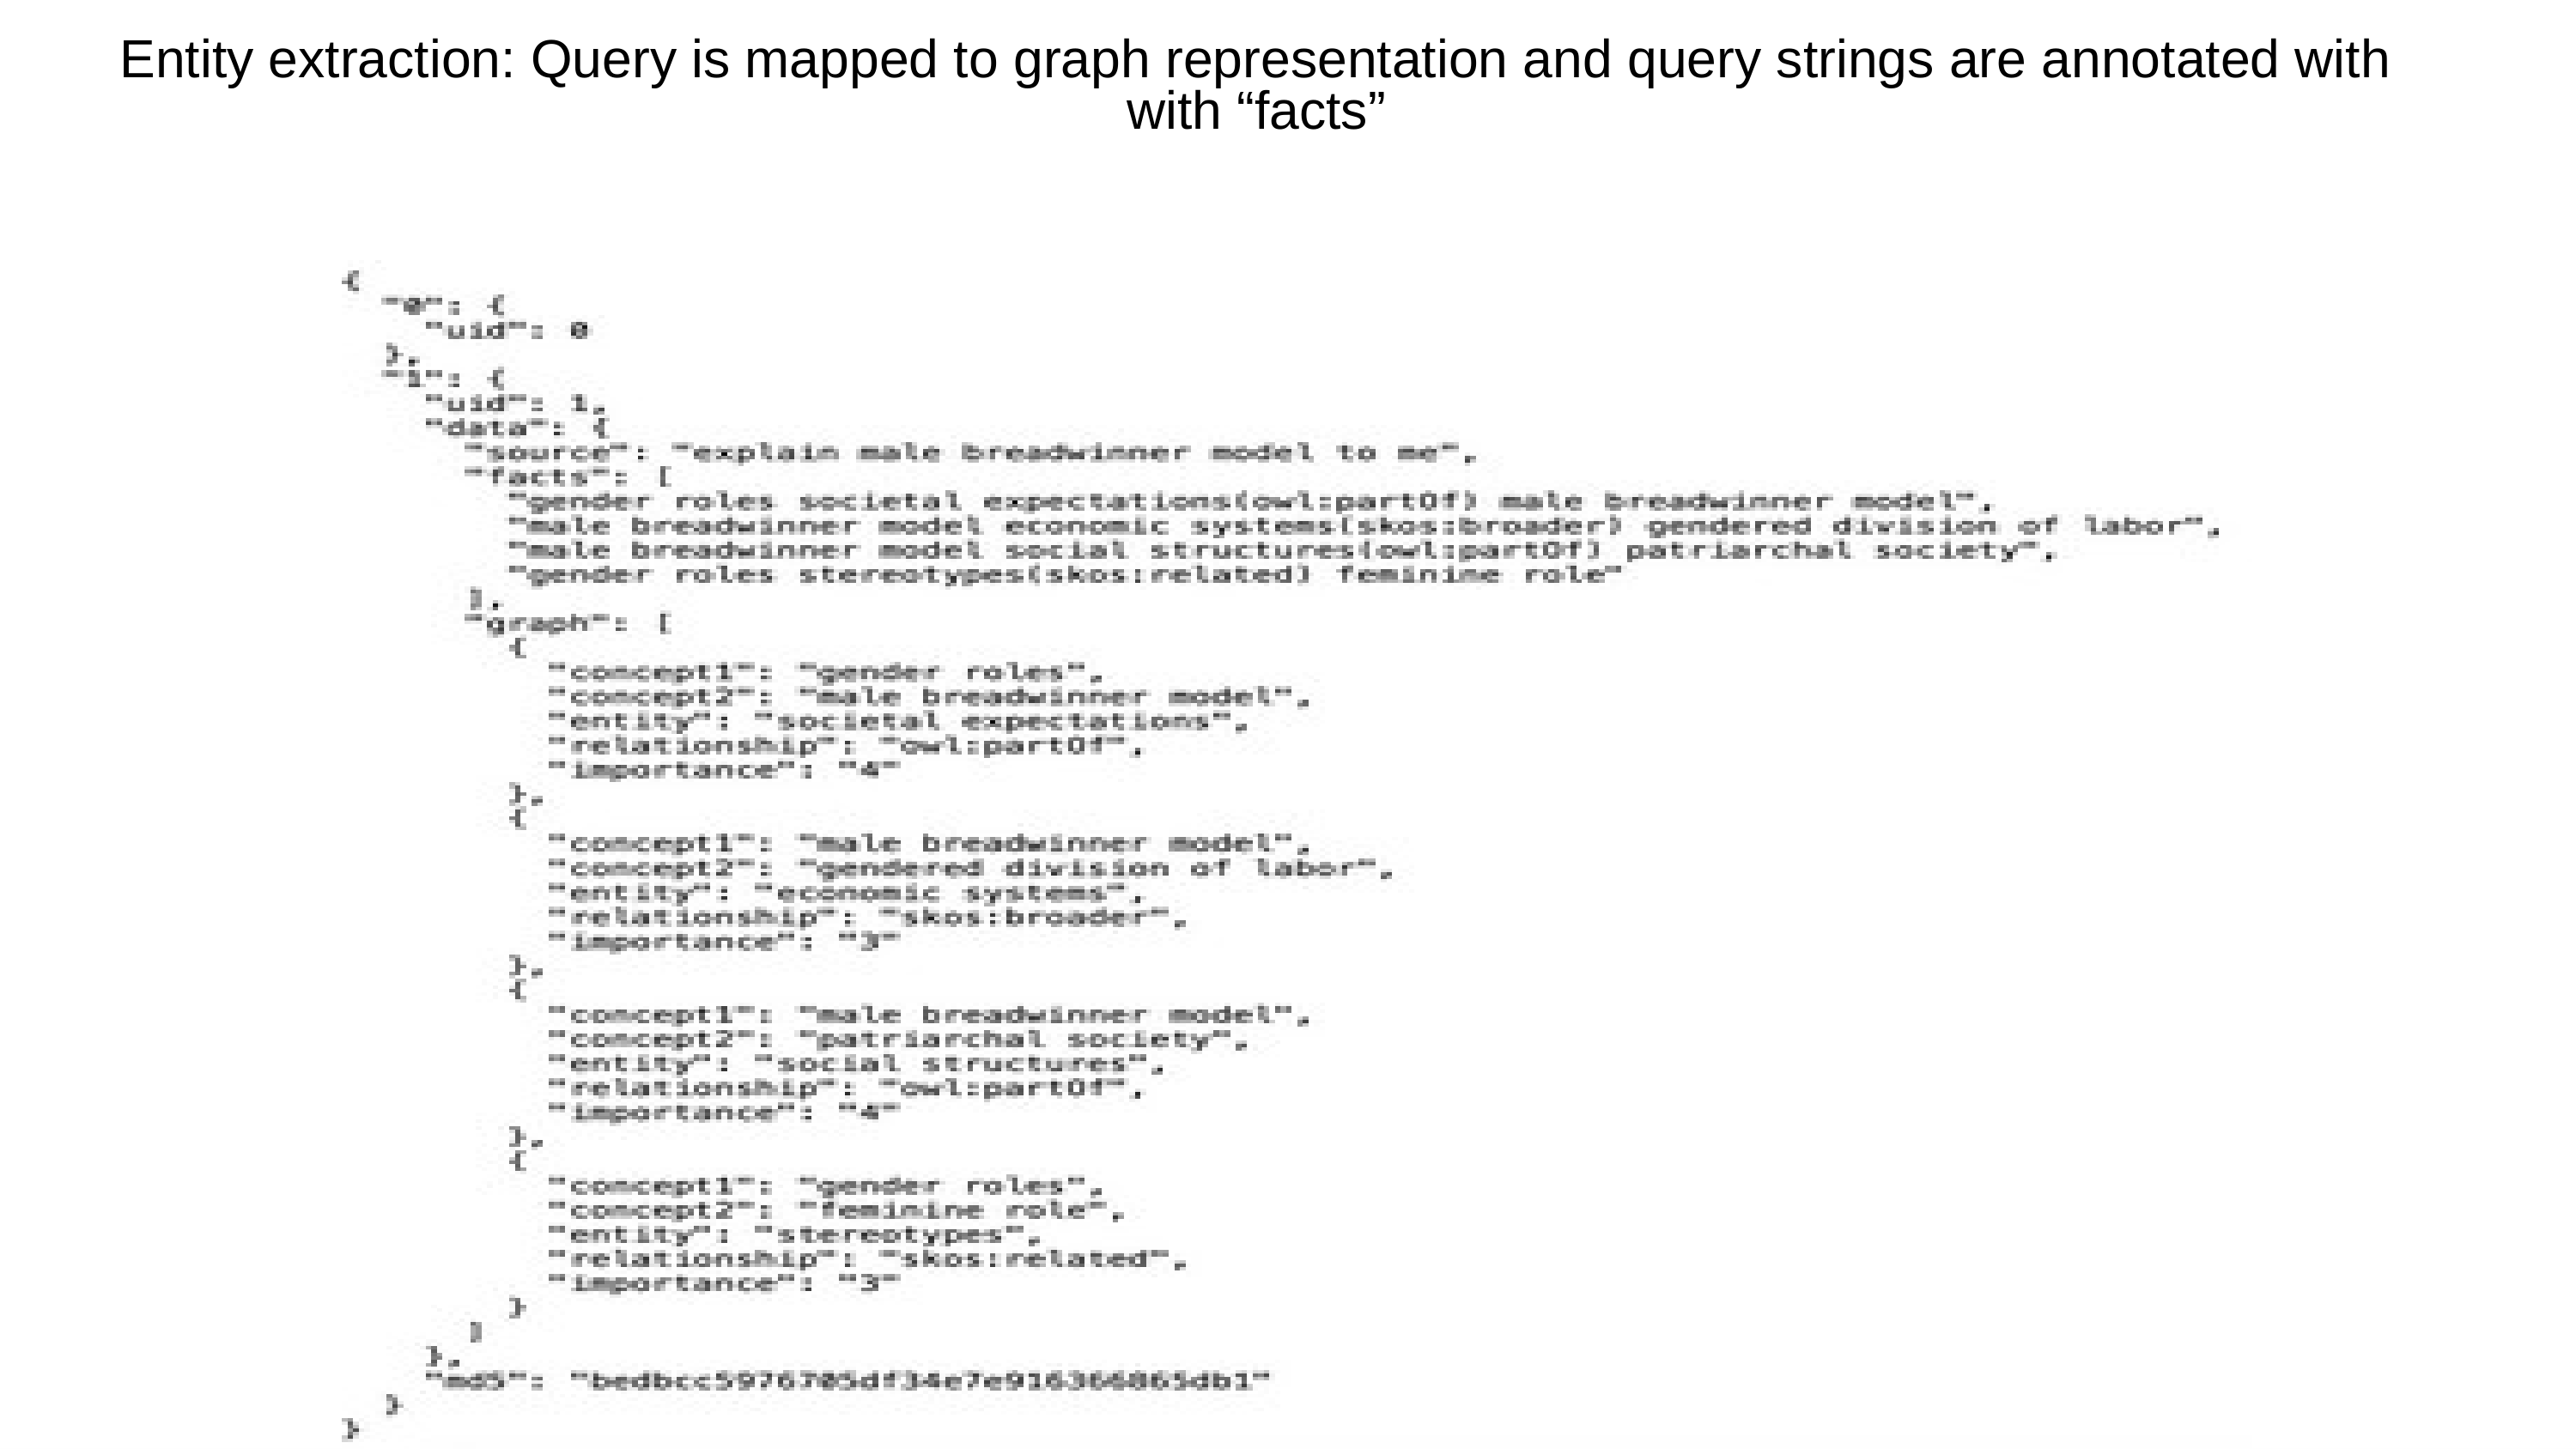 Entity extraction: Query is mapped to graph representation and query strings are annotated with
with “facts”
{
"0": {
"uid": 0
},
"1": {
"uid": 1,
"data": {
"source": "explain male breadwinner model to me",
"facts": [
"gender roles societal expectations(owl:partOf) male breadwinner model",
"male breadwinner model economic systems(skos:broader) gendered division of labor",
"male breadwinner model social structures(owl:partOf) patriarchal society",
"gender roles stereotypes(skos:related) feminine role"
],
"graph": [
{
"concept1": "gender roles",
"concept2": "male breadwinner model",
"entity": "societal expectations",
"relationship": "owl:partOf",
"importance": "4"
},
{
"concept1": "male breadwinner model",
"concept2": "gendered division of labor",
"entity": "economic systems",
"relationship": "skos:broader",
"importance": "3"
},
{
"concept1": "male breadwinner model",
"concept2": "patriarchal society",
"entity": "social structures",
"relationship": "owl:partOf",
"importance": "4"
},
{
"concept1": "gender roles",
"concept2": "feminine role",
"entity": "stereotypes",
"relationship": "skos:related",
"importance": "3"
}
]
},
"md5":
}
}